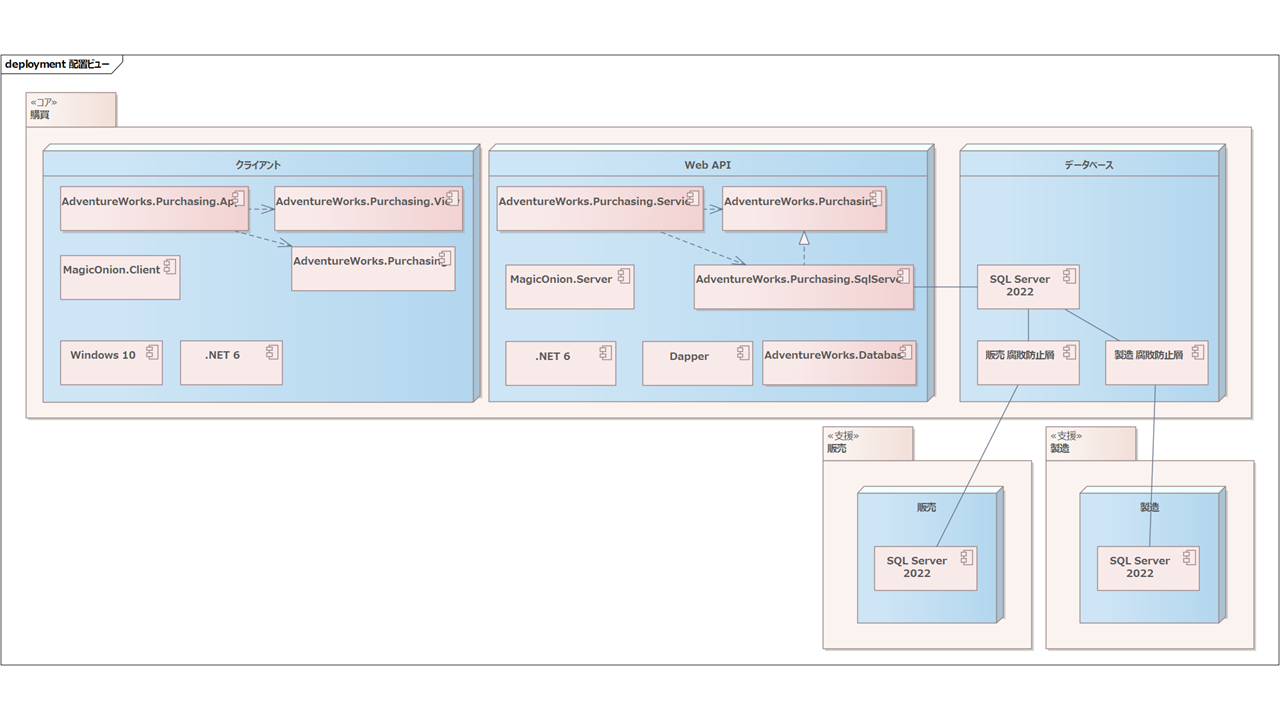 deployment 配置ビュー
«コア»
購買
クライアント
AdventureWorks.Purchasing.Ap
AdventureWorks.Purchasing.Vie
AdventureWorks.Purchasing
MagicOnion.Client
Windows 10
.NET 6
Web API
AdventureWorks.Purchasing.Servic
AdventureWorks.Purchasing
MagicOnion.Server
AdventureWorks.Purchasing.SqlServe
.NET 6
Dapper
AdventureWorks.Databas
データベース
SQL Server
2022
販売 腐敗防止層
製造 腐敗防止層
«支援»
販売
販売
SQL Server
2022
«支援»
製造
製造
SQL Server
2022